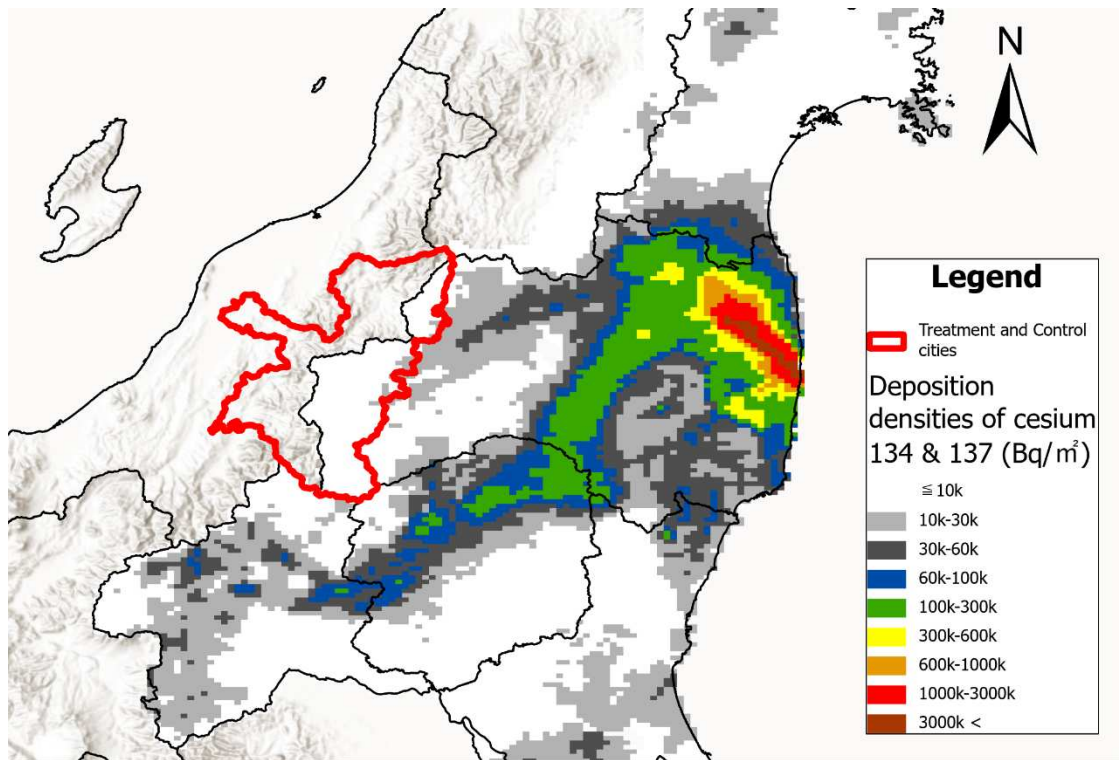 N
Legend
Treatment and Control
cities
Deposition
densities of cesium
134 & 137 (Bq/㎡)
≦ 10k
10k-30k
30k-60k
60k-100k
100k-300k
300k-600k
600k-1000k
1000k-3000k
3000k <